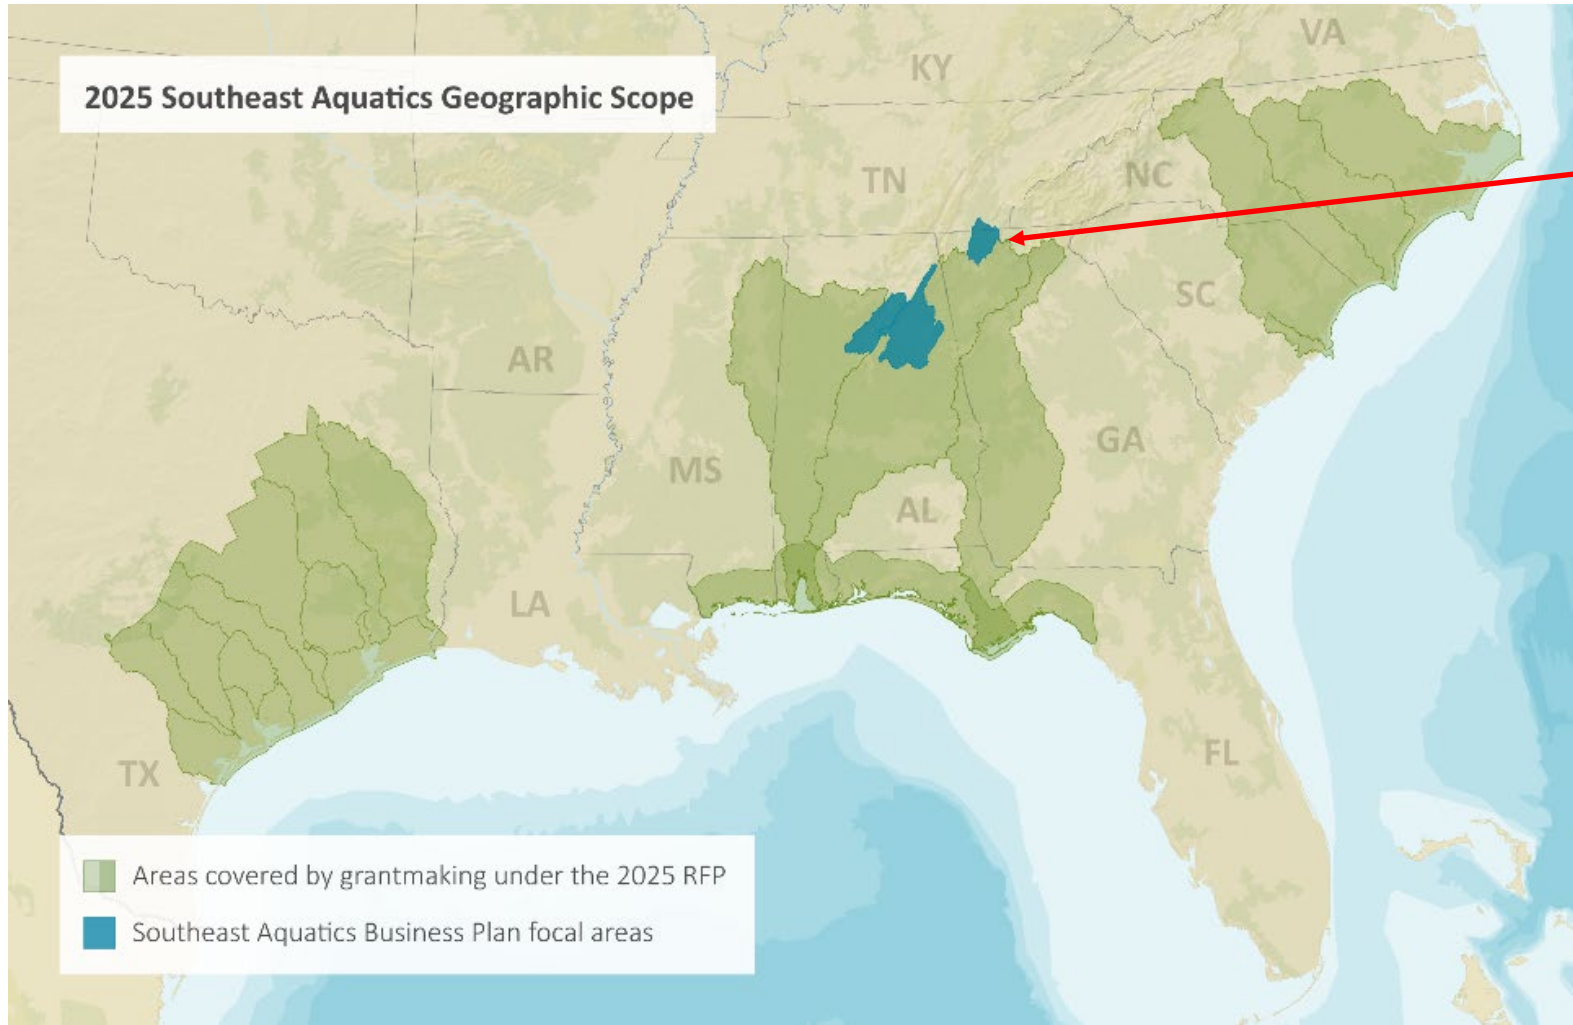 2025 Southeast Aquatics Geographic Scope
VA
KY
TN
NC
SC
AR
GA
MS
AL
LA
FL
TX
Areas covered by grantmaking under the 2025 RFP
Southeast Aquatics Business Plan focal areas